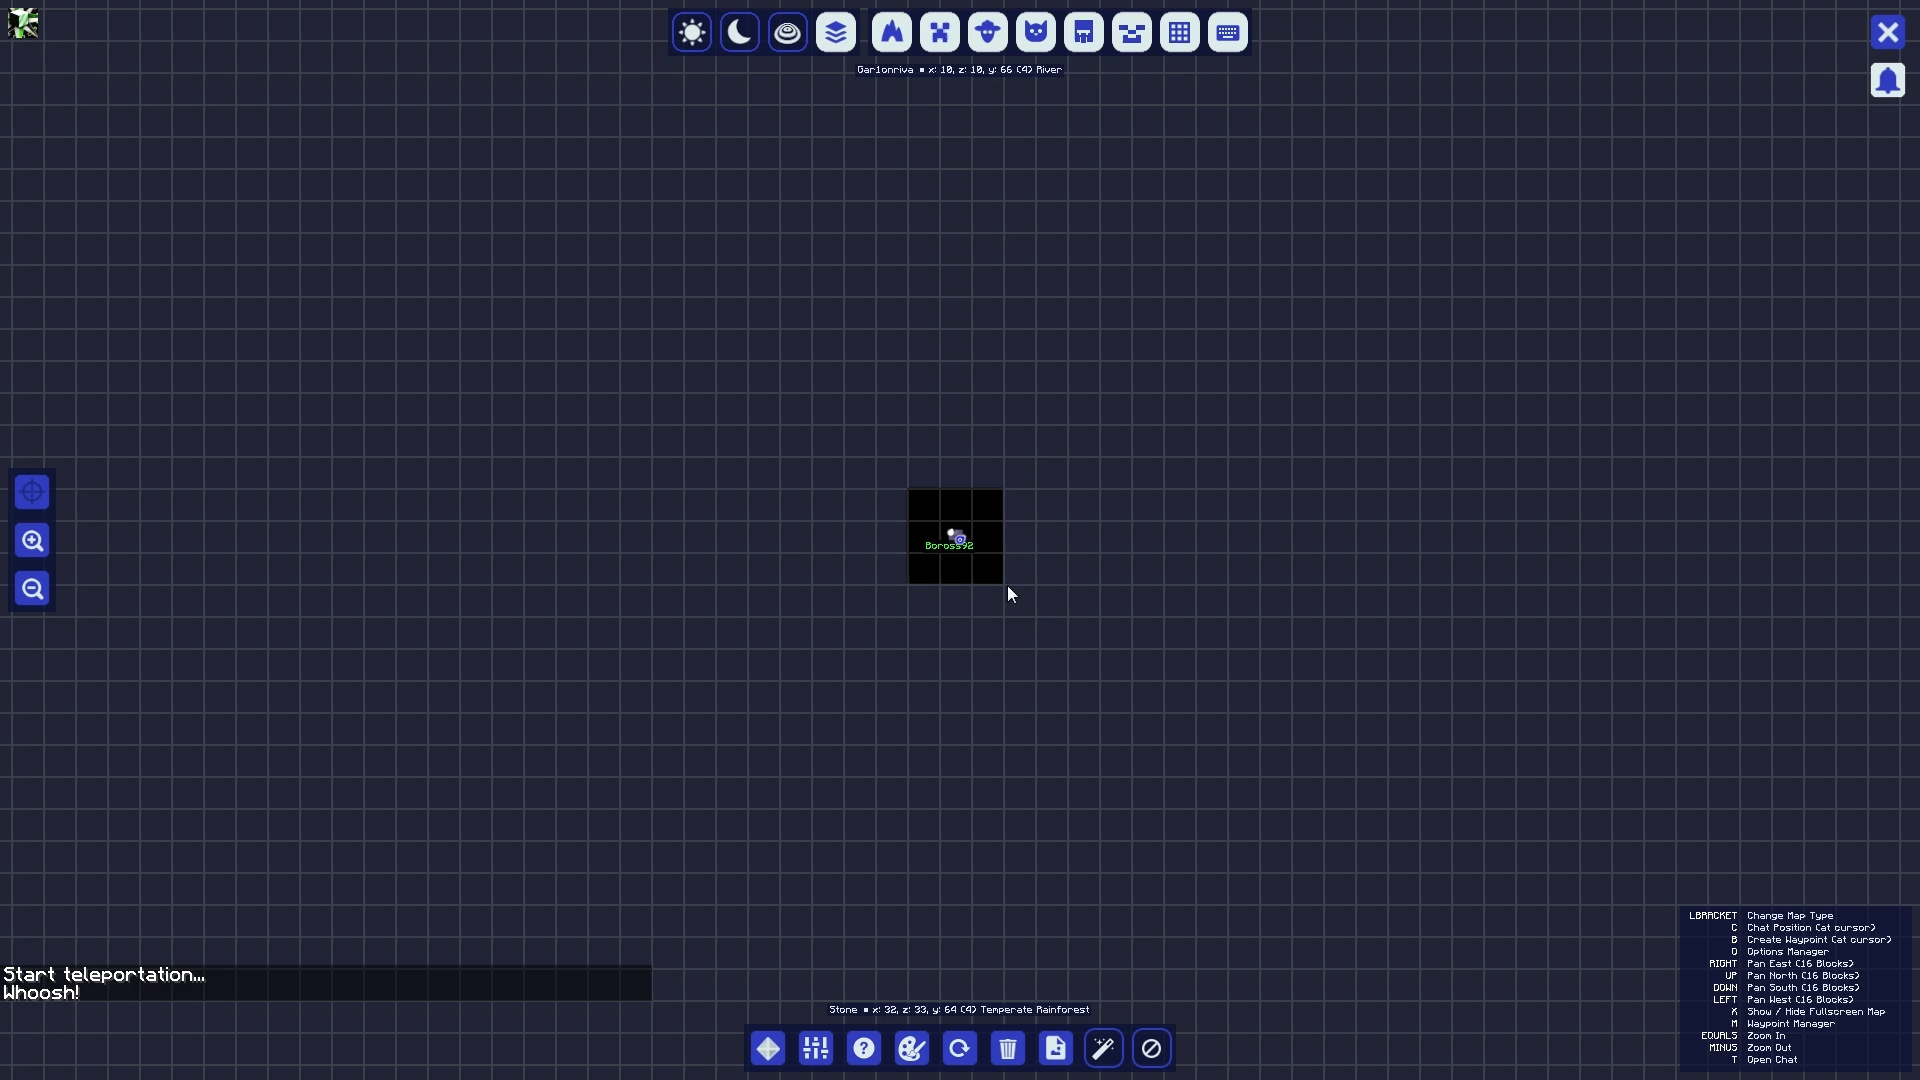 Gar1onriva ■ x: 10, z: 10, y: 66 (4) River
Boross92
Start teleportation...
Whoosh!
Stone ■ x: 32, z: 33, y: 64 (4) Temperate Rainforest
LBRACKET Change Map Type
C Chat Position (at cursor)
B Create Waypoint (at cursor)
O Options Manager
RIGHT Pan East (16 Blocks)
UP Pan North (16 Blocks)
DOWN Pan South (16 Blocks)
LEFT Pan West (16 Blocks)
K Show / Hide Fullscreen Map
M Waypoint Manager
EQUALS Zoom In
MINUS Zoom Out
T Open Chat